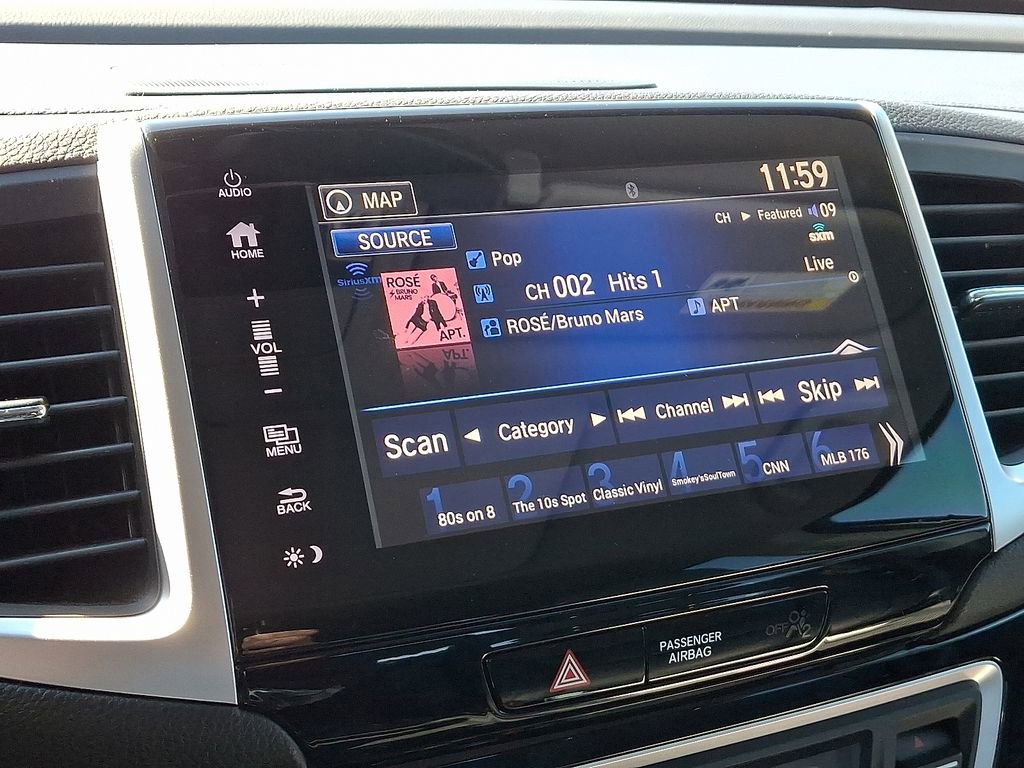 AUDIO
MAP
11:59
HOME
SOURCE
CH ▶ Featured 09
sxm
SiriusXM
Pop
Live
ROSÉ
& BRUNO
MARS
APT.
CH 002 Hits 1
ROSÉ/Bruno Mars
APT
+
VOL
−
Scan
Category
Channel
Skip
MENU
1 80s on 8
2 The 10s Spot
3 Classic Vinyl
4 Smokey'sSoulTown
5 CNN
6 MLB 176
BACK
PASSENGER
AIRBAG
OFF 2